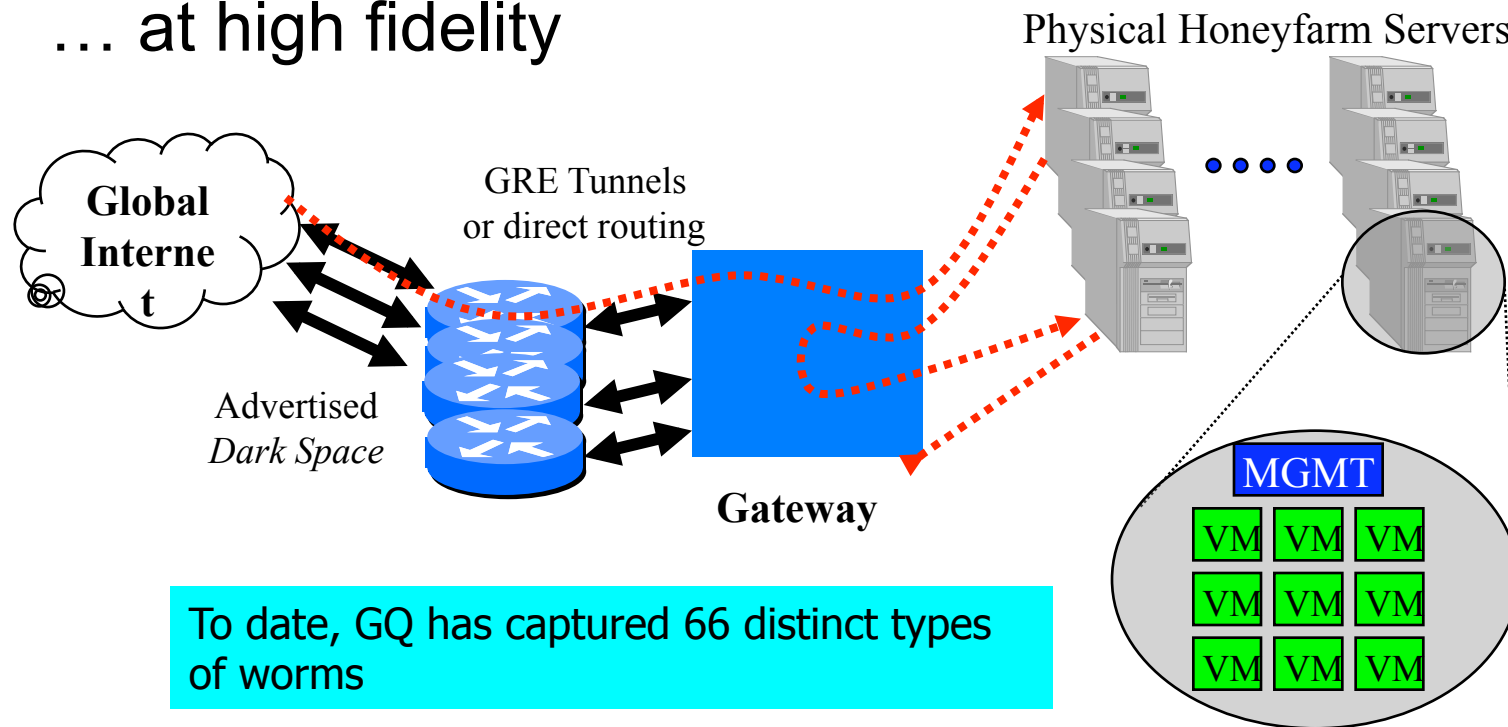 … at high fidelity
Physical Honeyfarm Servers
Global
Interne
t
GRE Tunnels
or direct routing
Advertised
Dark Space
Gateway
MGMT
VM VM VM
VM VM VM
VM VM VM
To date, GQ has captured 66 distinct types
of worms